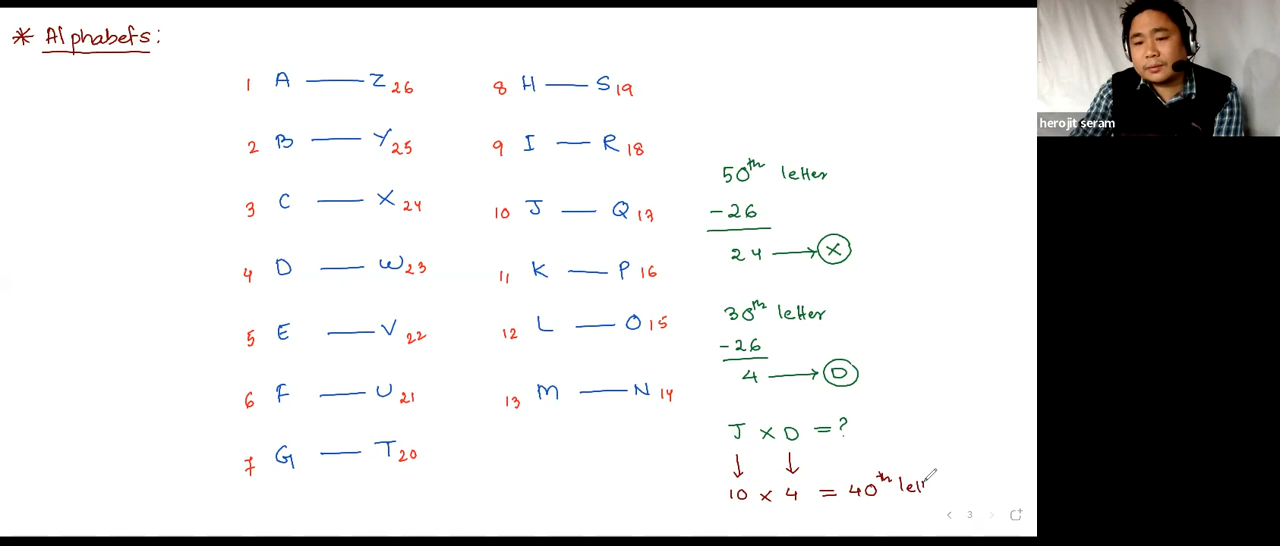 * Alphabets:
1 A — Z 26
2 B — Y 25
3 C — X 24
4 D — W 23
5 E — V 22
6 F — U 21
7 G — T 20
8 H — S 19
9 I — R 18
10 J — Q 17
11 K — P 16
12 L — O 15
13 M — N 14
50th letter
-26
24 → X
30th letter
-26
4 → D
J × D = ?
↓ ↓
10 × 4 = 40th let
herojit seram
3